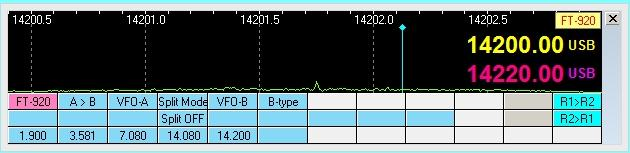 14200.5 14201.0 14201.5 14202.0 14202.5 FT-920
14200.00 USB
14220.00 USB
FT-920 A > B VFO-A Split Mode VFO-B B-type R1>R2
Split OFF R2>R1
1.900 3.581 7.080 14.080 14.200